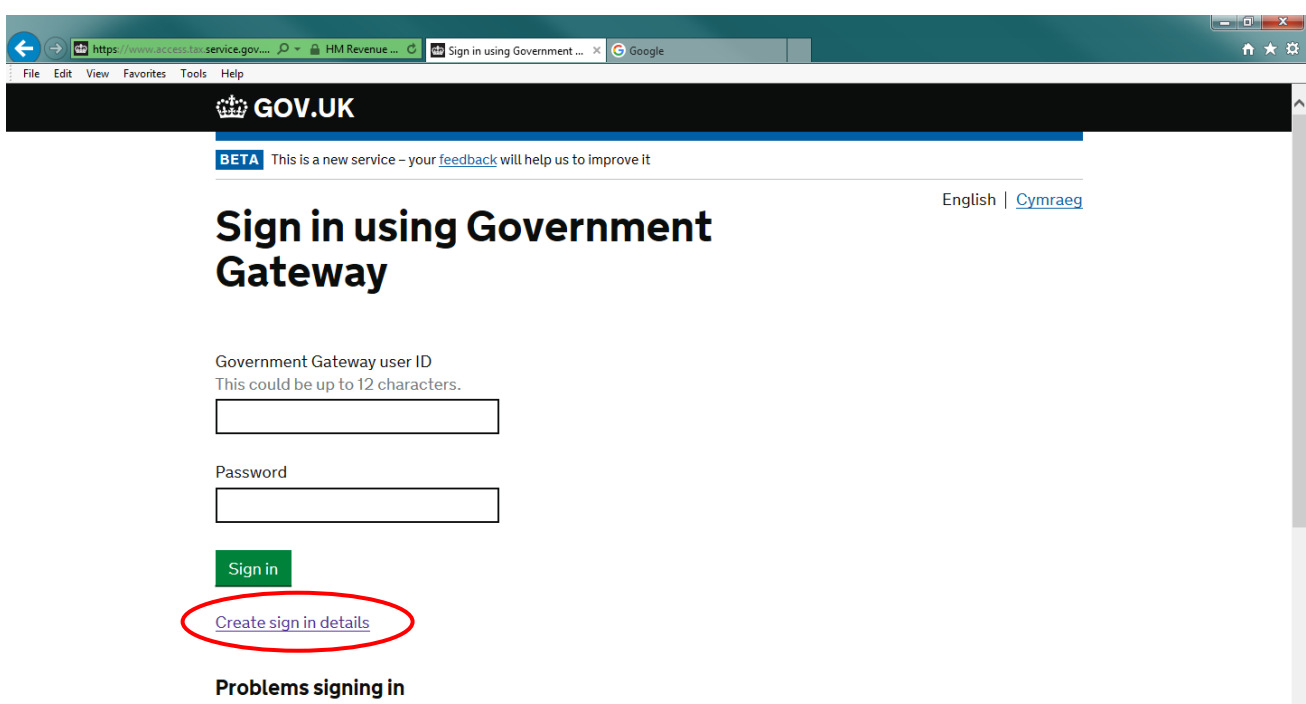 https://www.access.tax.service.gov.... HM Revenue ... Sign in using Government ... Google
File Edit View Favorites Tools Help
GOV.UK
BETA This is a new service – your feedback will help us to improve it
English | Cymraeg
Sign in using Government
Gateway
Government Gateway user ID
This could be up to 12 characters.
Password
Sign in
Create sign in details
Problems signing in